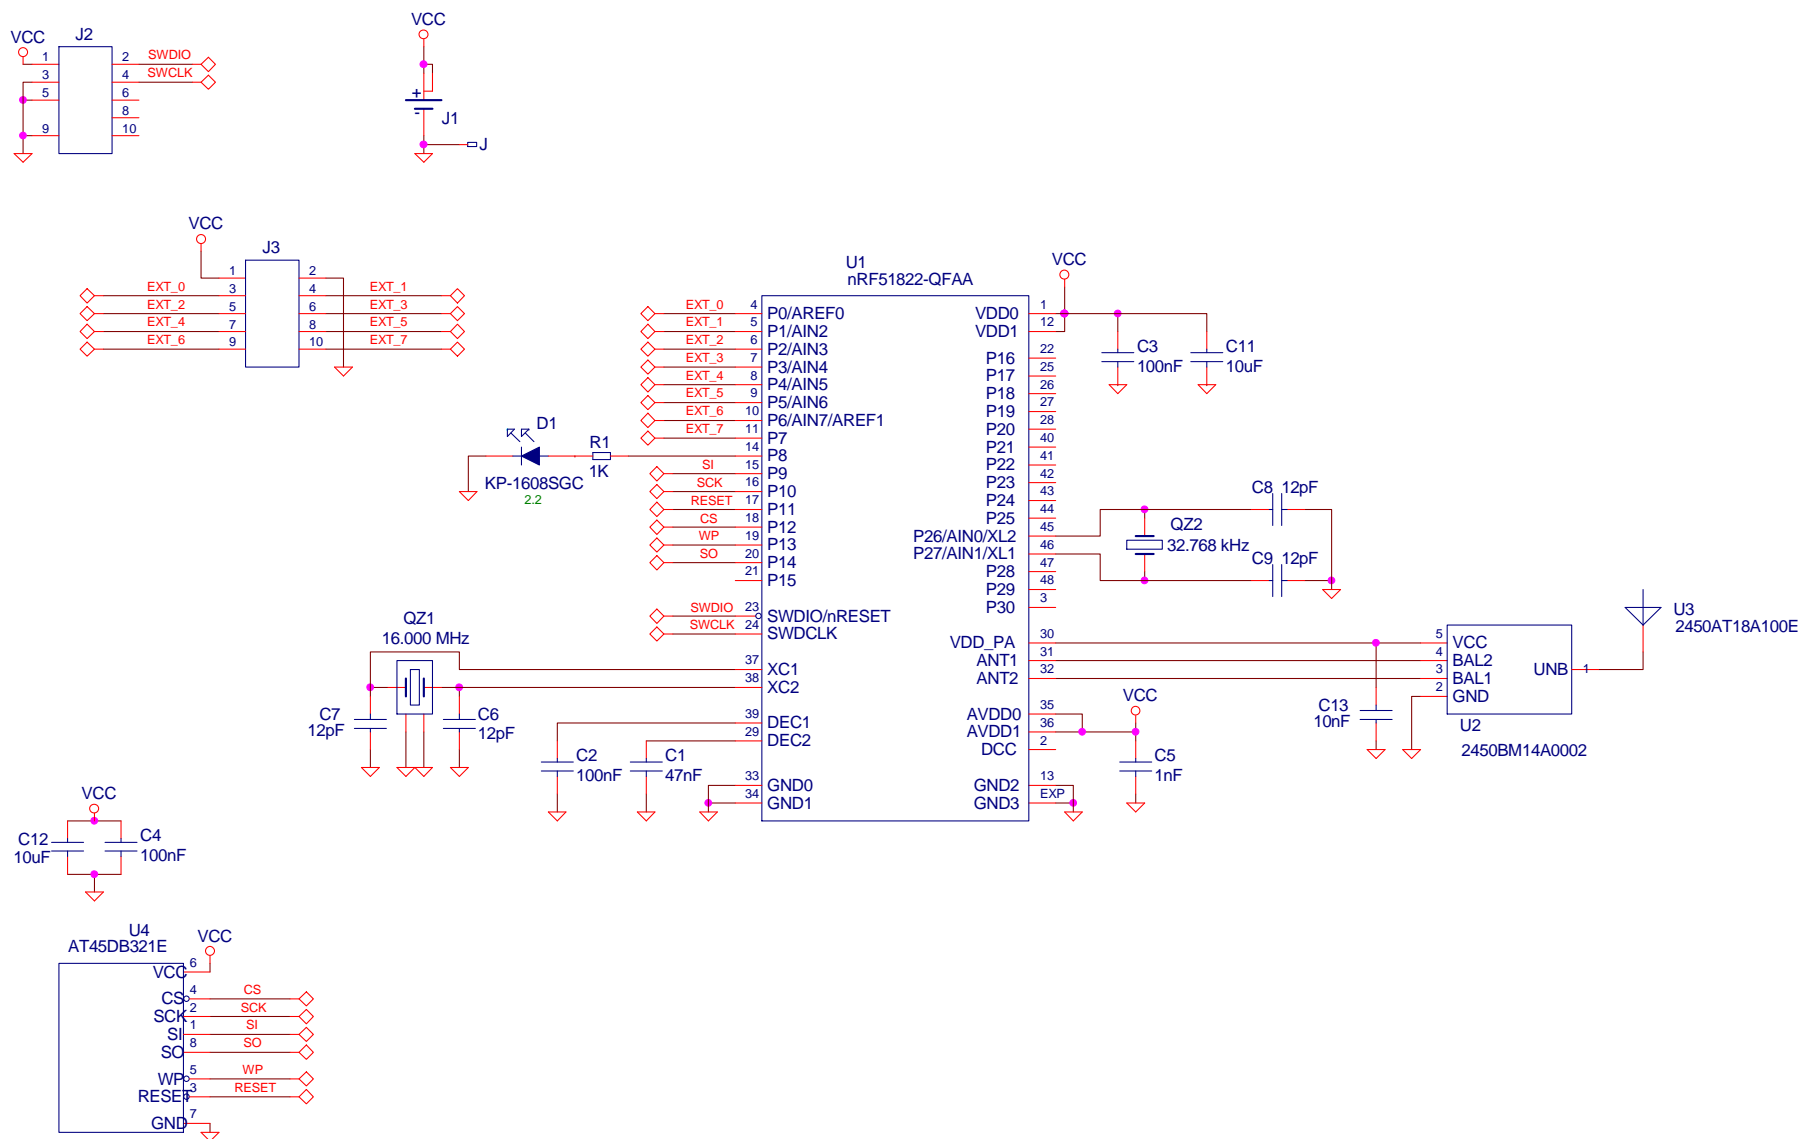 VCC
J2
1
2
SWDIO
3
4
SWCLK
5
6
8
9
10
VCC
+
-
J1
J
VCC
J3
1
2
EXT_0
3
4
EXT_1
EXT_2
5
6
EXT_3
EXT_4
7
8
EXT_5
EXT_6
9
10
EXT_7
U1
nRF51822-QFAA
EXT_0
4
P0/AREF0
EXT_1
5
P1/AIN2
EXT_2
6
P2/AIN3
EXT_3
7
P3/AIN4
EXT_4
8
P4/AIN5
EXT_5
9
P5/AIN6
EXT_6
10
P6/AIN7/AREF1
EXT_7
11
P7
14
P8
SI
15
P9
SCK
16
P10
RESET
17
P11
CS
18
P12
WP
19
P13
SO
20
P14
21
P15
SWDIO
23
SWDIO/nRESET
SWCLK
24
SWDCLK
37
XC1
38
XC2
39
DEC1
29
DEC2
33
GND0
34
GND1
VDD0
1
VDD1
12
P16
22
P17
25
P18
26
P19
27
P20
28
P21
40
P22
41
P23
42
P24
43
P25
44
P26/AIN0/XL2
45
P27/AIN1/XL1
46
P28
47
P29
48
P30
3
VDD_PA
30
ANT1
31
ANT2
32
AVDD0
35
AVDD1
36
DCC
2
GND2
13
GND3
EXP
VCC
C3
100nF
C11
10uF
D1
KP-1608SGC
2.2
R1
1K
C8
12pF
QZ2
32.768 kHz
C9
12pF
QZ1
16.000 MHz
C7
12pF
C6
12pF
C2
100nF
C1
47nF
VCC
C5
1nF
C13
10nF
5
VCC
4
BAL2
3
BAL1
2
GND
UNB
1
U2
2450BM14A0002
U3
2450AT18A100E
VCC
C12
10uF
C4
100nF
U4
AT45DB321E
VCC
VCC
6
CS
4
CS
SCK
2
SCK
SI
1
SI
SO
8
SO
WP
5
WP
RESET
3
RESET
GND
7